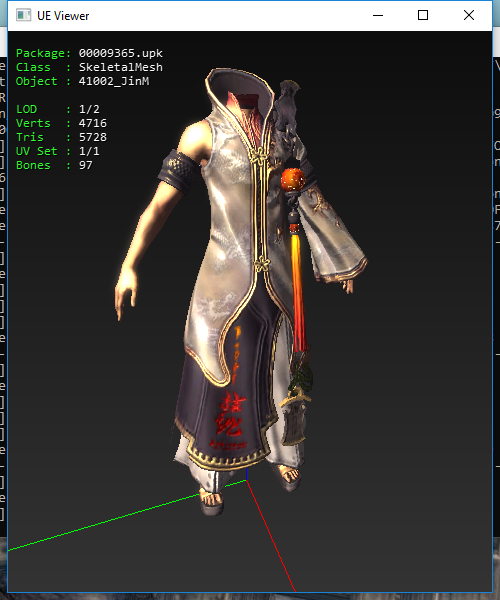 UE Viewer
Package: 00009365.upk
Class : SkeletalMesh
Object : 41002_JinM
LOD : 1/2
Verts : 4716
Tris : 5728
UV Set : 1/1
Bones : 97